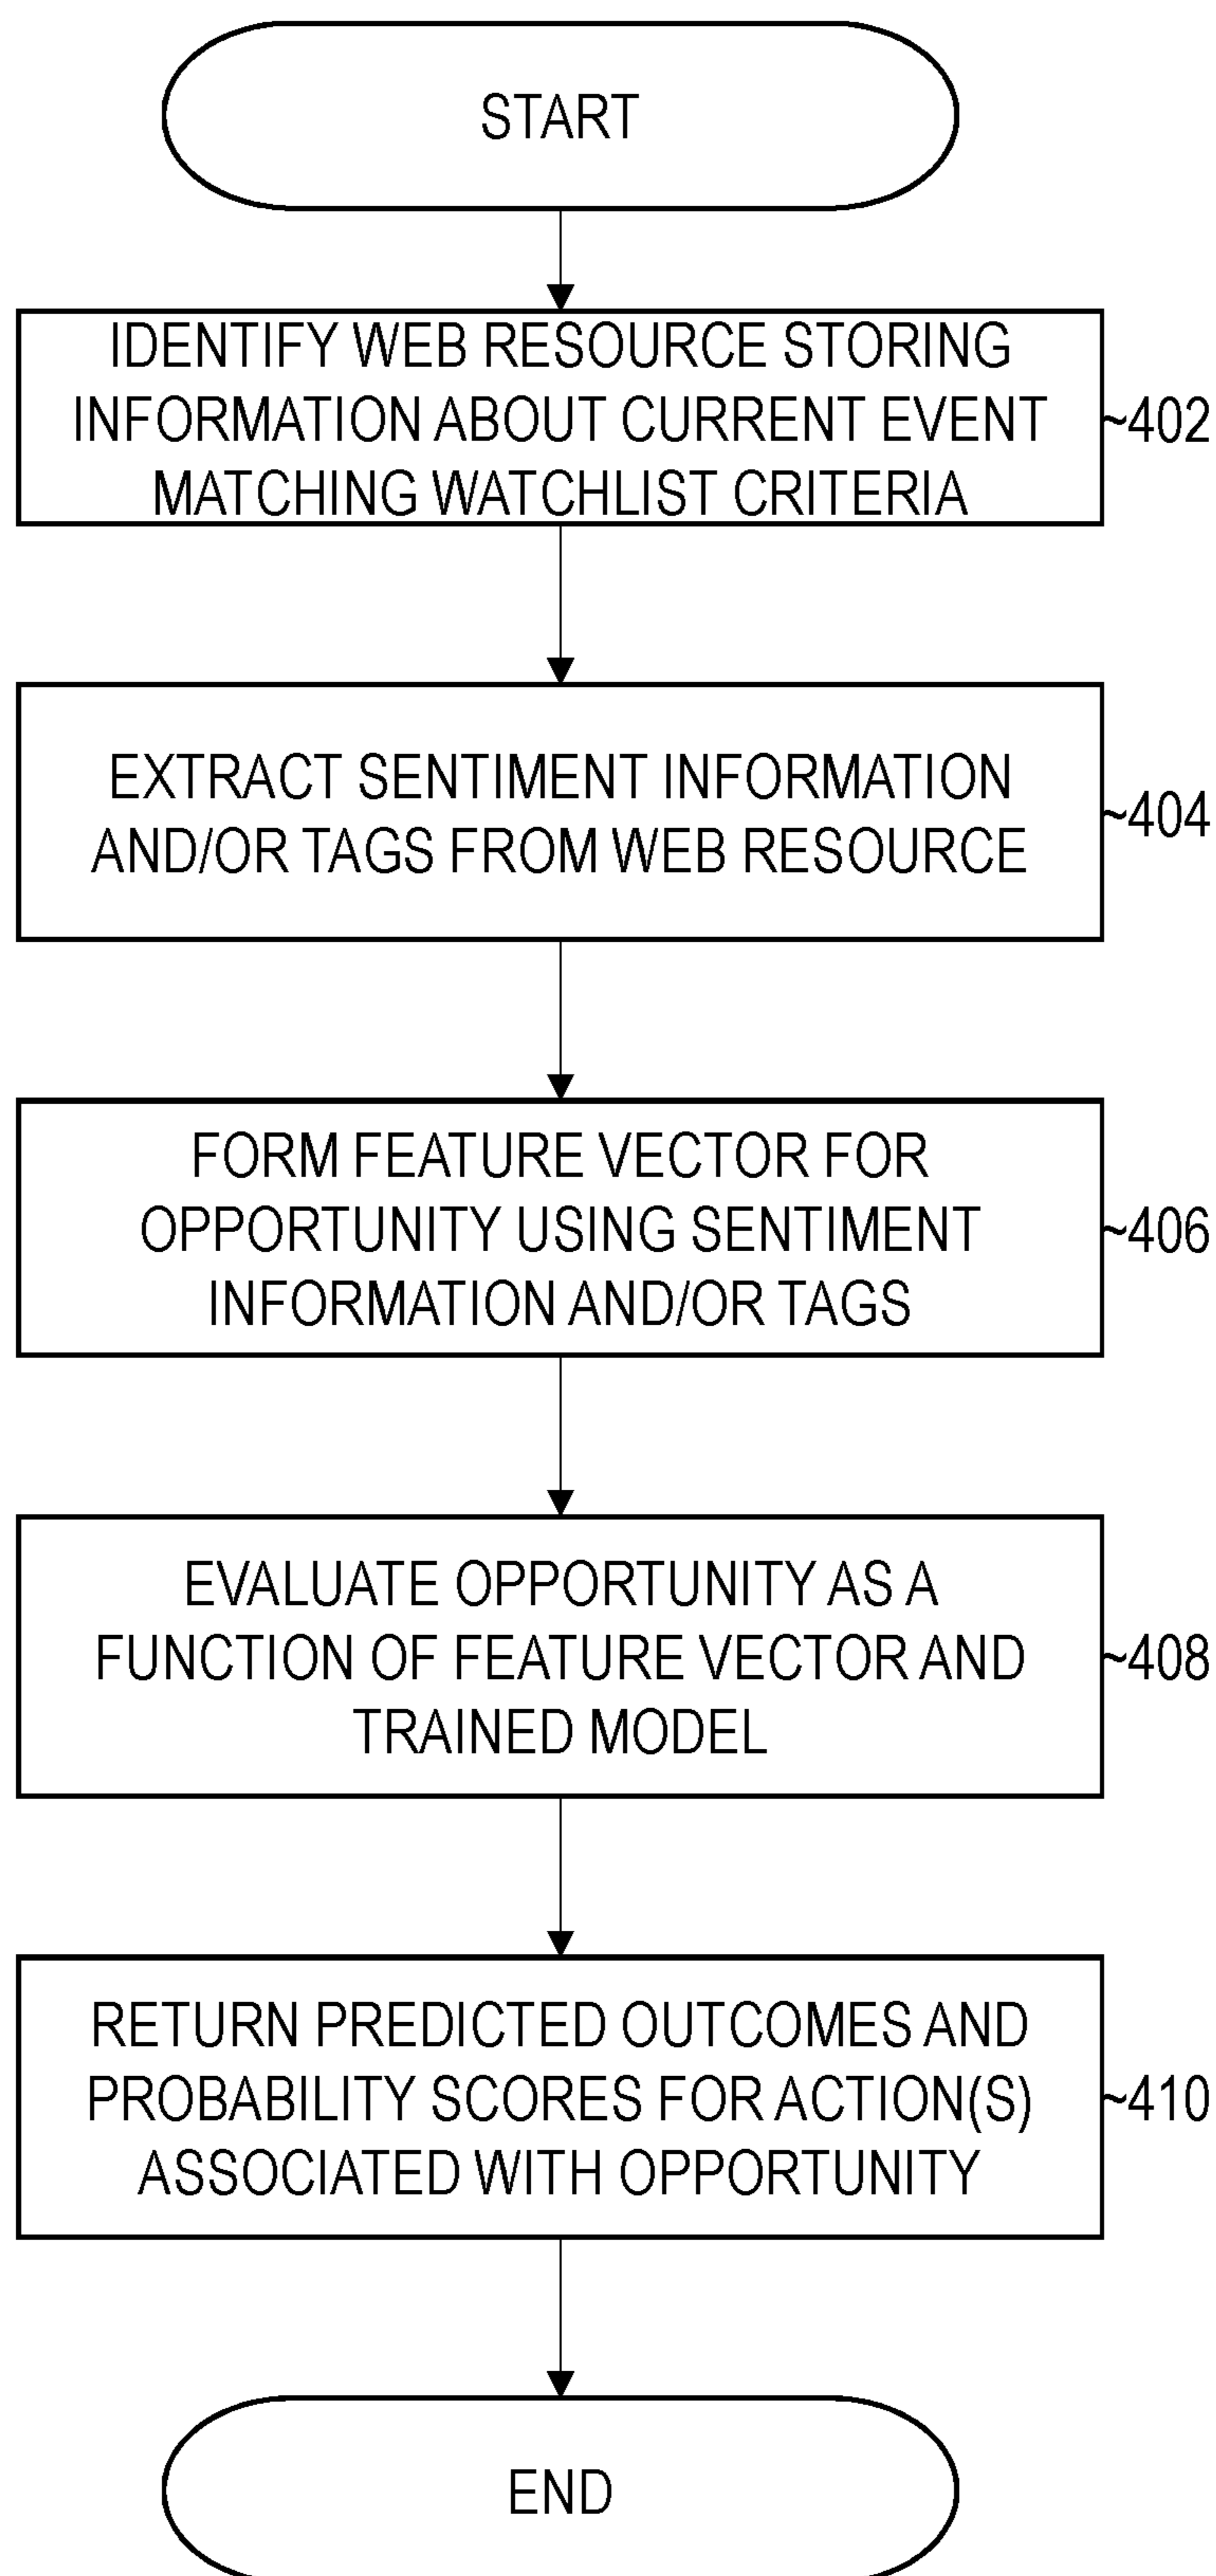 START
IDENTIFY WEB RESOURCE STORING
INFORMATION ABOUT CURRENT EVENT
MATCHING WATCHLIST CRITERIA
~402
EXTRACT SENTIMENT INFORMATION
AND/OR TAGS FROM WEB RESOURCE
~404
FORM FEATURE VECTOR FOR
OPPORTUNITY USING SENTIMENT
INFORMATION AND/OR TAGS
~406
EVALUATE OPPORTUNITY AS A
FUNCTION OF FEATURE VECTOR AND
TRAINED MODEL
~408
RETURN PREDICTED OUTCOMES AND
PROBABILITY SCORES FOR ACTION(S)
ASSOCIATED WITH OPPORTUNITY
~410
END